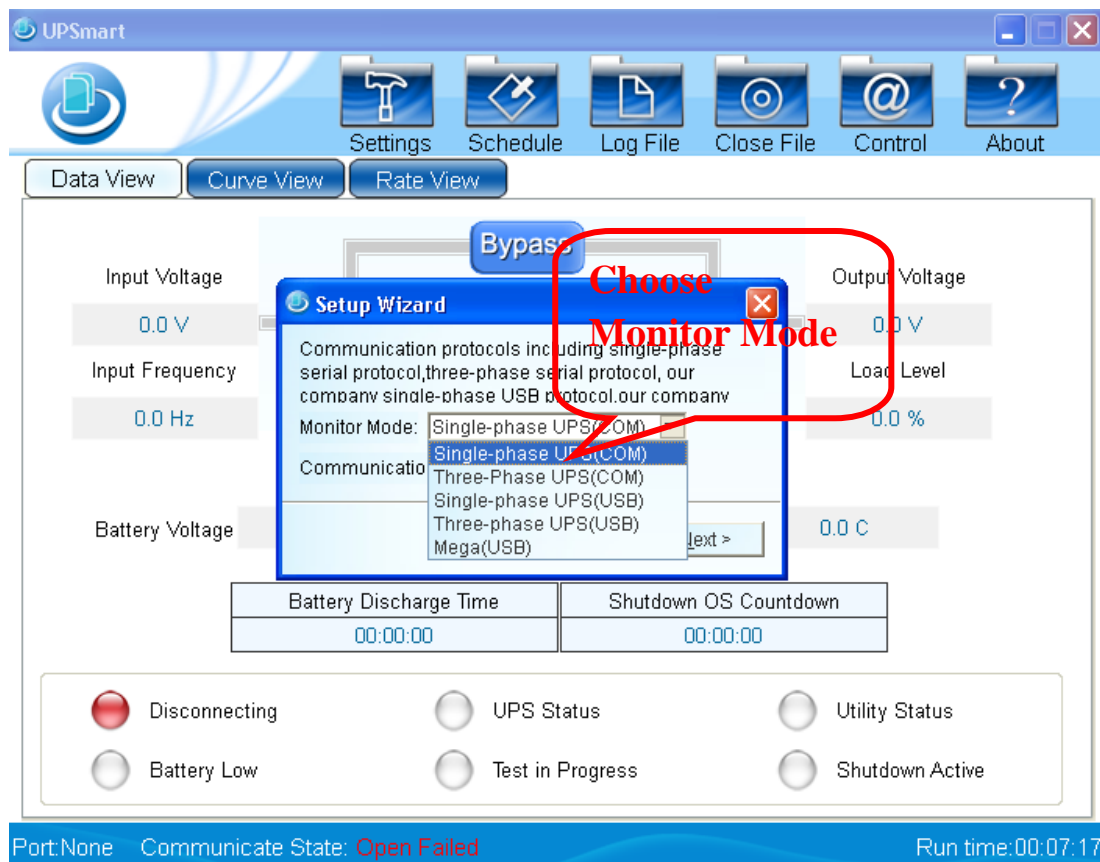 UPSmart
Settings Schedule Log File Close File Control About
Data View Curve View Rate View
Bypass
Input Voltage
0.0 V
Input Frequency
0.0 Hz
Output Voltage
0.0 V
Load Level
0.0 %
Choose
Monitor Mode
Setup Wizard
Communication protocols including single-phase
serial protocol,three-phase serial protocol, our
company single-phase USB protocol,our company
Monitor Mode: Single-phase UPS(COM)
Single-phase UPS(COM)
Three-Phase UPS(COM)
Single-phase UPS(USB)
Three-phase UPS(USB)
Mega(USB)
Battery Voltage
0.0 C
Battery Discharge Time Shutdown OS Countdown
00:00:00 00:00:00
Disconnecting UPS Status Utility Status
Battery Low Test in Progress Shutdown Active
Port:None Communicate State: Open Failed Run time:00:07:17